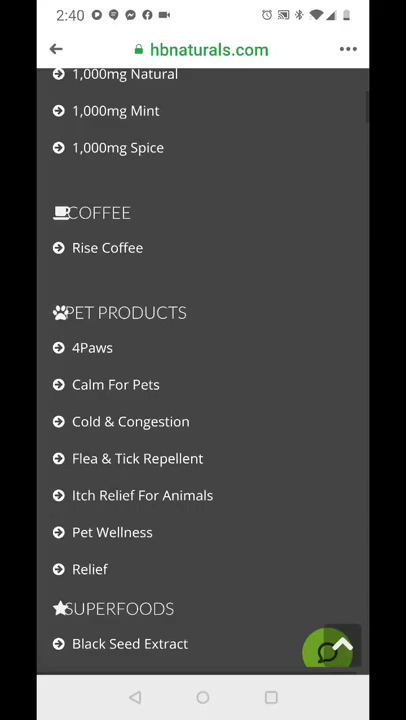 2:40
hbnaturals.com
1,000mg Natural
1,000mg Mint
1,000mg Spice
COFFEE
Rise Coffee
PET PRODUCTS
4Paws
Calm For Pets
Cold & Congestion
Flea & Tick Repellent
Itch Relief For Animals
Pet Wellness
Relief
SUPERFOODS
Black Seed Extract